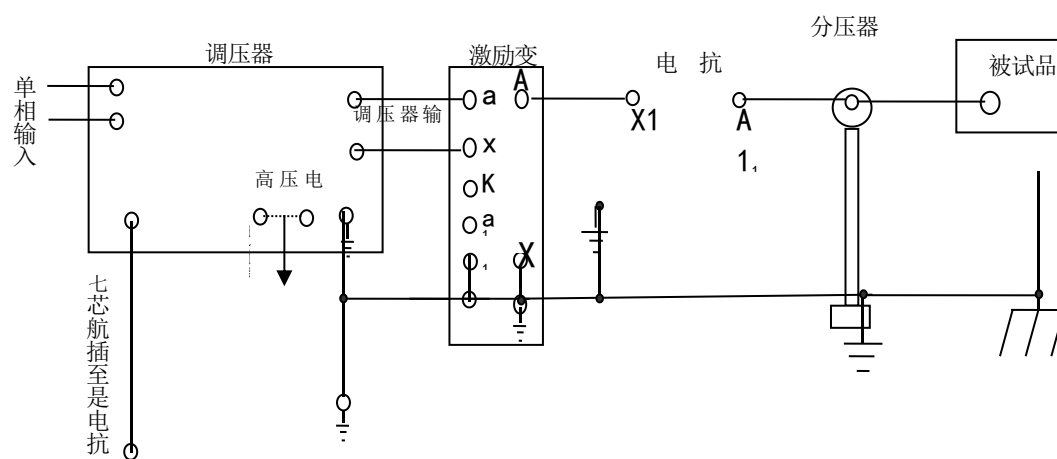 分压器
调压器
激励变
电 抗
被试品
单相输入
a
A
调压器输
X1
A
1₁
x
高压电
K
a
₁
₁
X
七芯航插至是电抗